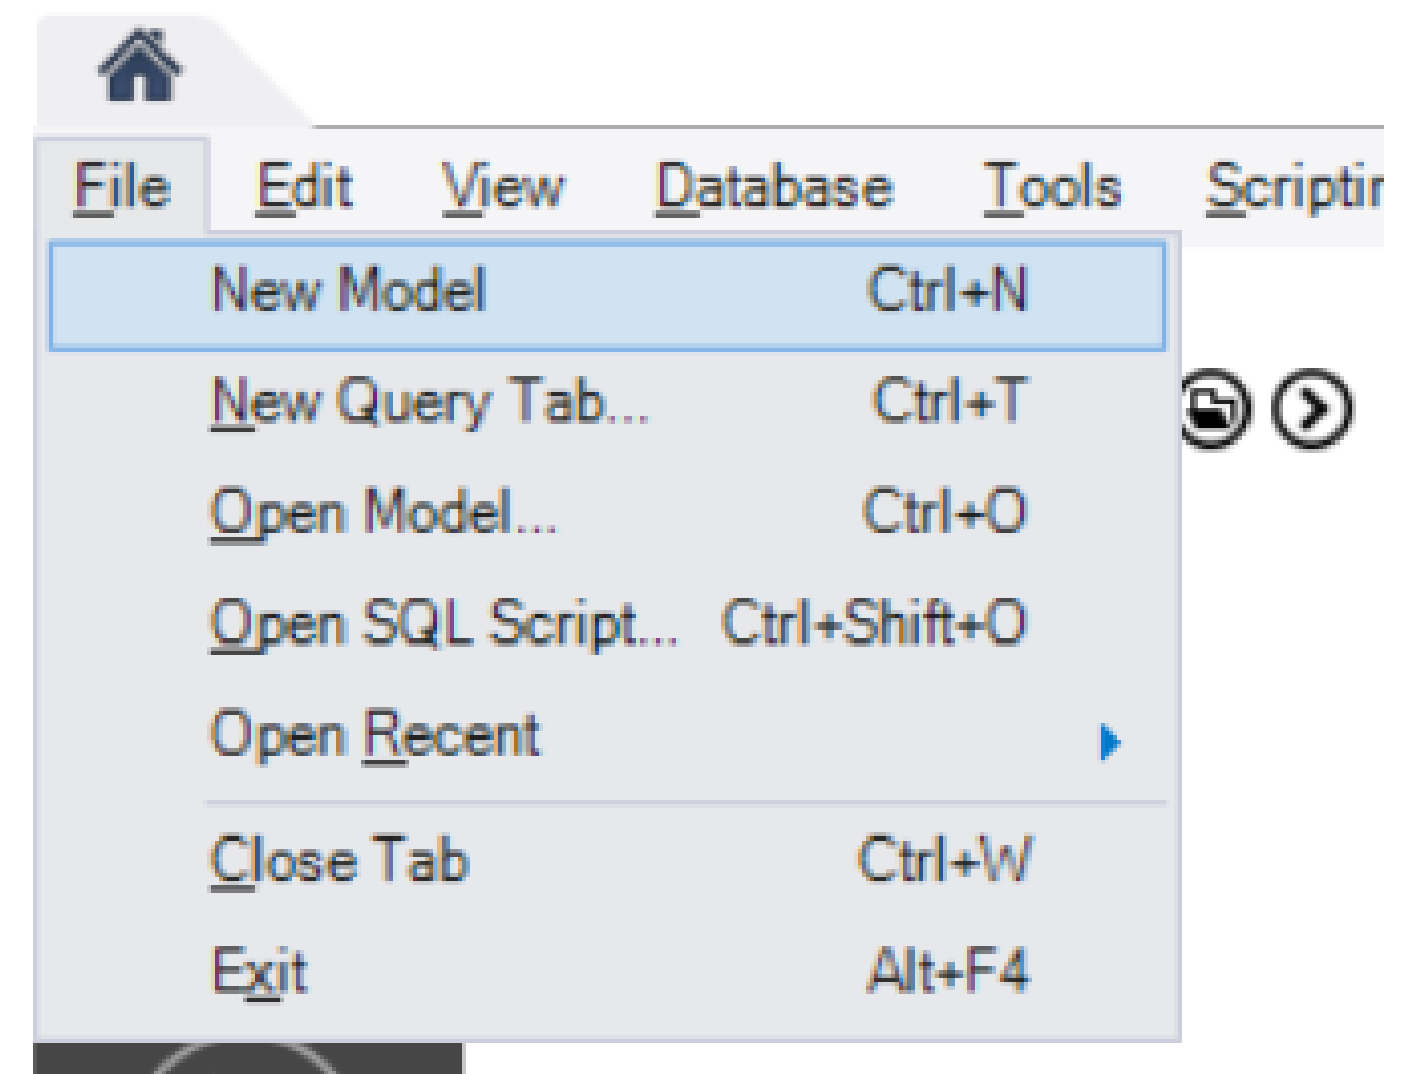 File Edit View Database Tools Scriptin
New Model Ctrl+N
New Query Tab... Ctrl+T
Open Model... Ctrl+O
Open SQL Script... Ctrl+Shift+O
Open Recent
Close Tab Ctrl+W
Exit Alt+F4